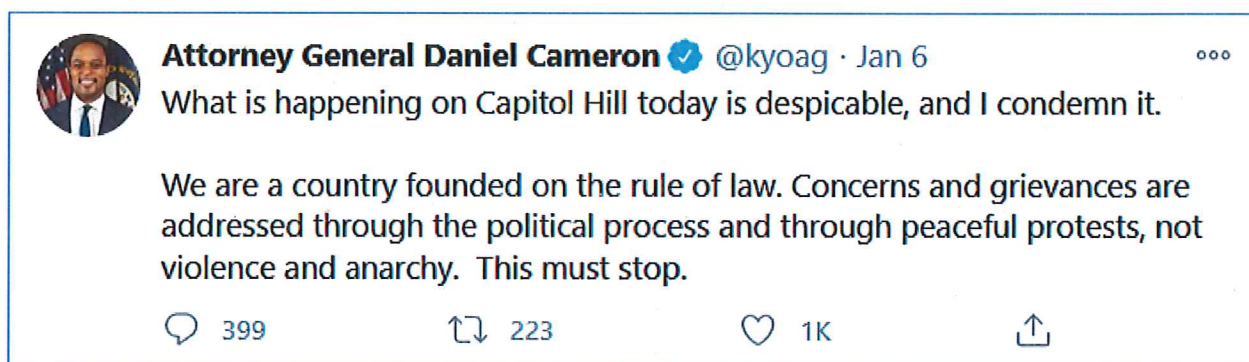 Attorney General Daniel Cameron @kyoag · Jan 6
What is happening on Capitol Hill today is despicable, and I condemn it.
We are a country founded on the rule of law. Concerns and grievances are
addressed through the political process and through peaceful protests, not
violence and anarchy.  This must stop.
399 223 1K